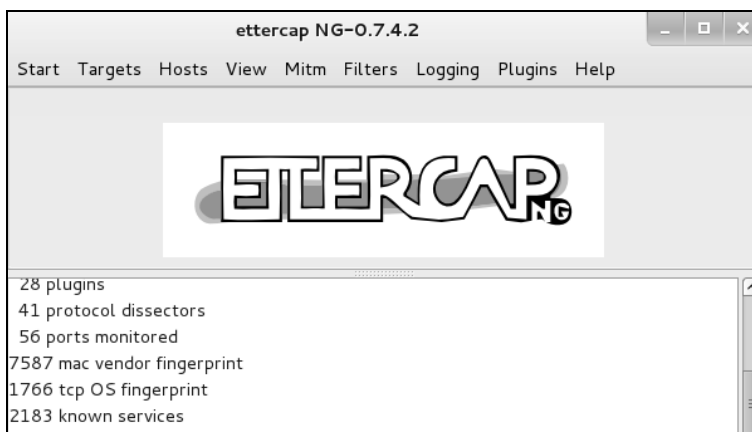 ettercap NG-0.7.4.2
Start Targets Hosts View Mitm Filters Logging Plugins Help
ETTERCAP
NG
28 plugins
41 protocol dissectors
56 ports monitored
7587 mac vendor fingerprint
1766 tcp OS fingerprint
2183 known services